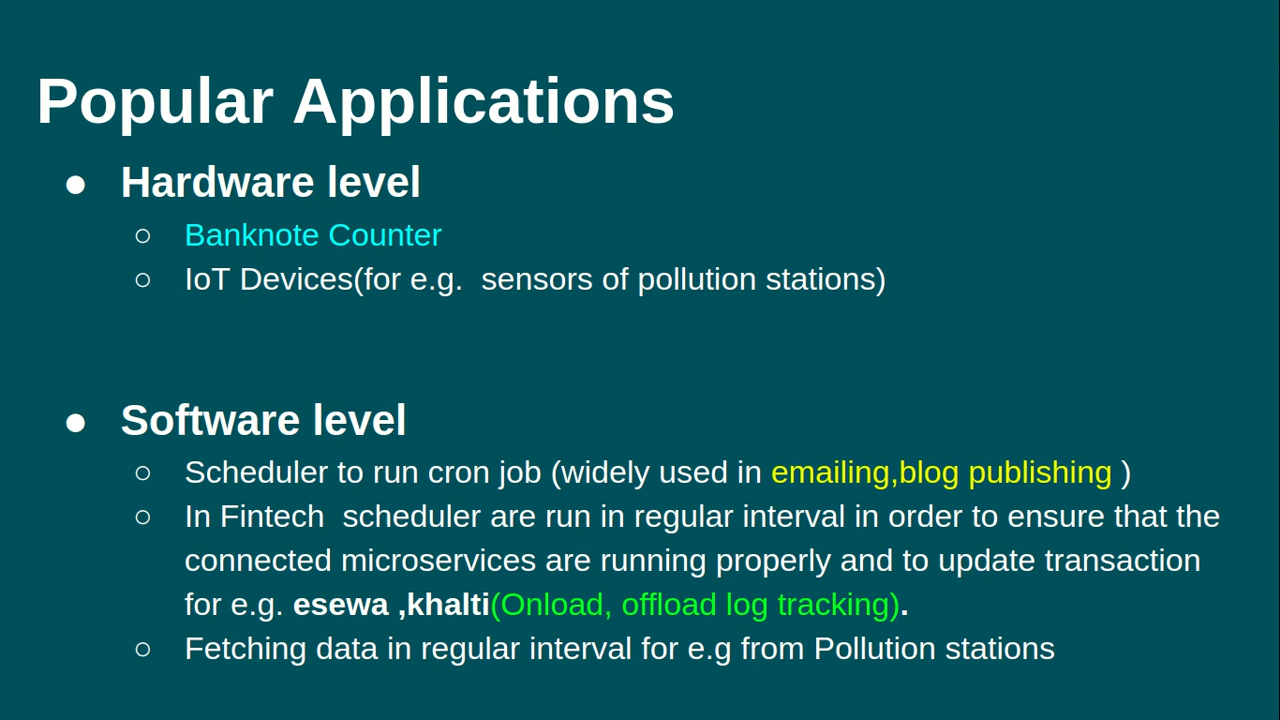 Popular Applications
● Hardware level
○ Banknote Counter
○ IoT Devices(for e.g.  sensors of pollution stations)
● Software level
○ Scheduler to run cron job (widely used in emailing,blog publishing )
○ In Fintech  scheduler are run in regular interval in order to ensure that the
connected microservices are running properly and to update transaction
for e.g. esewa ,khalti(Onload, offload log tracking).
○ Fetching data in regular interval for e.g from Pollution stations